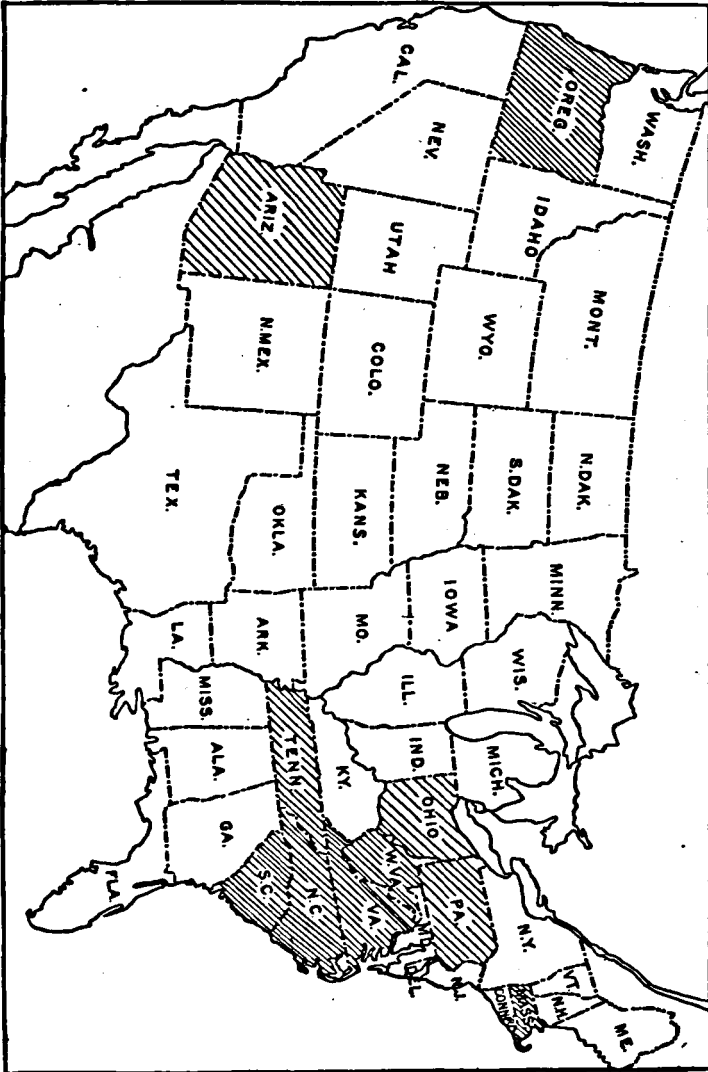 WASH.
OREG.
CAL.
NEV.
IDAHO
MONT.
WYO.
UTAH
ARIZ.
COLO.
N.MEX.
N.DAK.
S.DAK.
NEB.
KANS.
OKLA.
TEX.
MINN.
IOWA
MO.
ARK.
LA.
WIS.
ILL.
MICH.
IND.
OHIO
KY.
TENN.
MISS.
ALA.
GA.
FLA.
S.C.
N.C.
VA.
W.VA.
PA.
N.Y.
N.J.
DEL.
MD.
VT.
N.H.
ME.
MASS.
CONN.